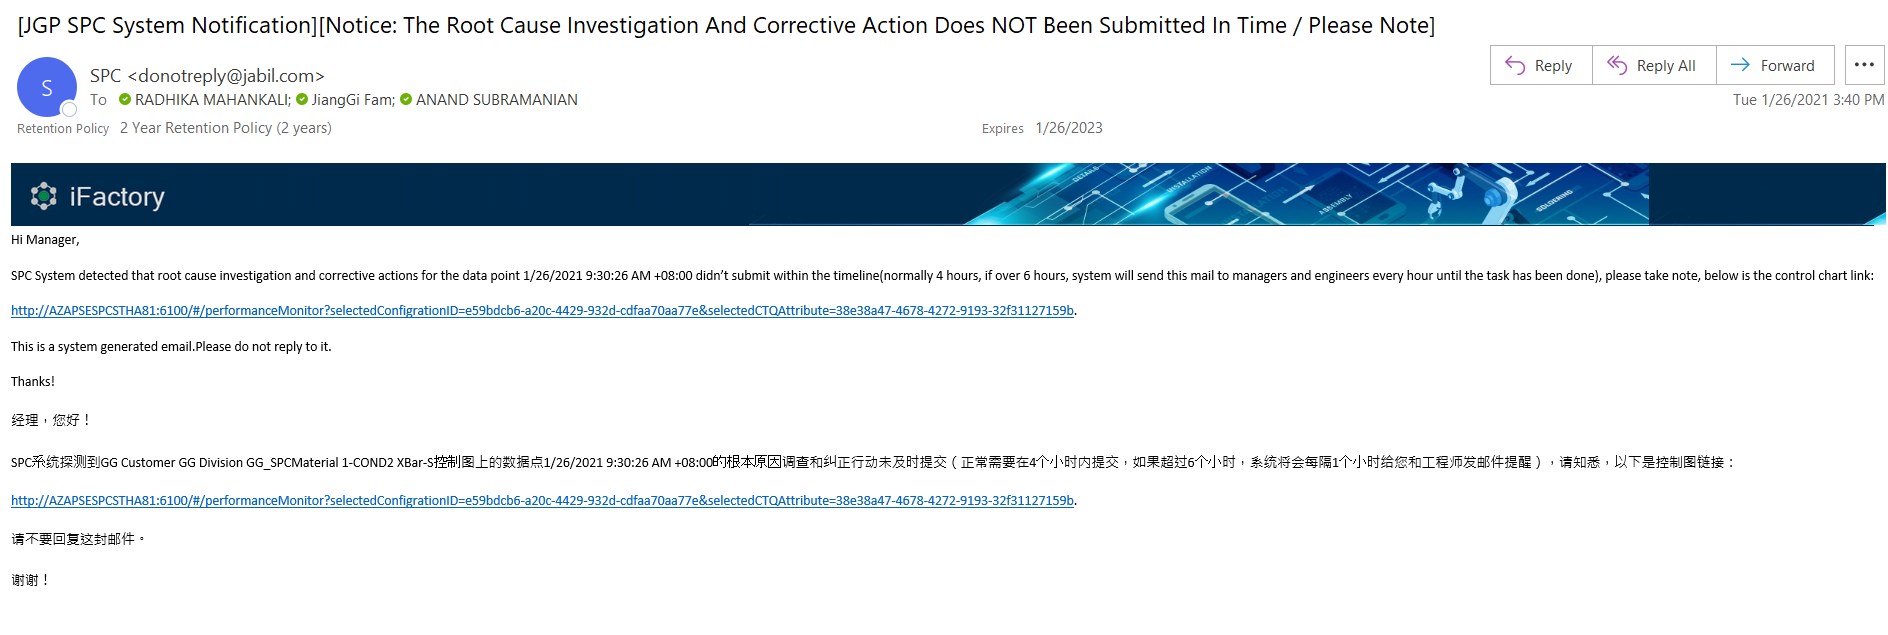 [JGP SPC System Notification][Notice: The Root Cause Investigation And Corrective Action Does NOT Been Submitted In Time / Please Note]
S
SPC <donotreply@jabil.com>
To RADHIKA MAHANKALI; JiangGi Fam; ANAND SUBRAMANIAN
Reply
Reply All
Forward
Tue 1/26/2021 3:40 PM
Retention Policy 2 Year Retention Policy (2 years)
Expires 1/26/2023
iFactory
DETAILS
INSTALLATION
ASSEMBLY
SOLDERING
Hi Manager,
SPC System detected that root cause investigation and corrective actions for the data point 1/26/2021 9:30:26 AM +08:00 didn’t submit within the timeline(normally 4 hours, if over 6 hours, system will send this mail to managers and engineers every hour until the task has been done), please take note, below is the control chart link:
http://AZAPSESPCSTHA81:6100/#/performanceMonitor?selectedConfigrationID=e59bdcb6-a20c-4429-932d-cdfaa70aa77e&selectedCTQAttribute=38e38a47-4678-4272-9193-32f31127159b.
This is a system generated email.Please do not reply to it.
Thanks!
经理，您好！
SPC系统探测到GG Customer GG Division GG_SPCMaterial 1-COND2 XBar-S控制图上的数据点1/26/2021 9:30:26 AM +08:00的根本原因调查和纠正行动未及时提交（正常需要在4个小时内提交，如果超过6个小时，系统将会每隔1个小时给您和工程师发邮件提醒），请知悉，以下是控制图链接：
http://AZAPSESPCSTHA81:6100/#/performanceMonitor?selectedConfigrationID=e59bdcb6-a20c-4429-932d-cdfaa70aa77e&selectedCTQAttribute=38e38a47-4678-4272-9193-32f31127159b.
请不要回复这封邮件。
谢谢！